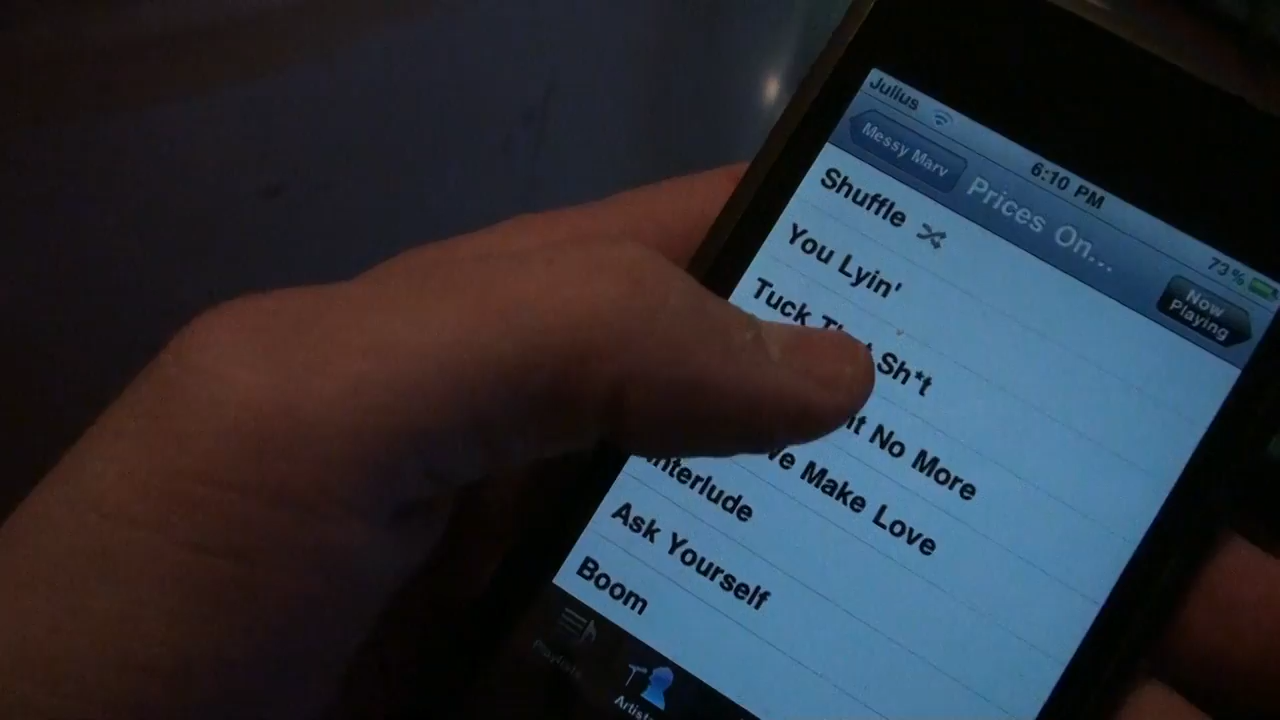 Julius 6:10 PM 73%
Messy Marv
Prices On...
Now
Playing
Shuffle
You Lyin'
Tuck Sh*t
No More
Make Love
Interlude
Ask Yourself
Boom
Playlists
Artists